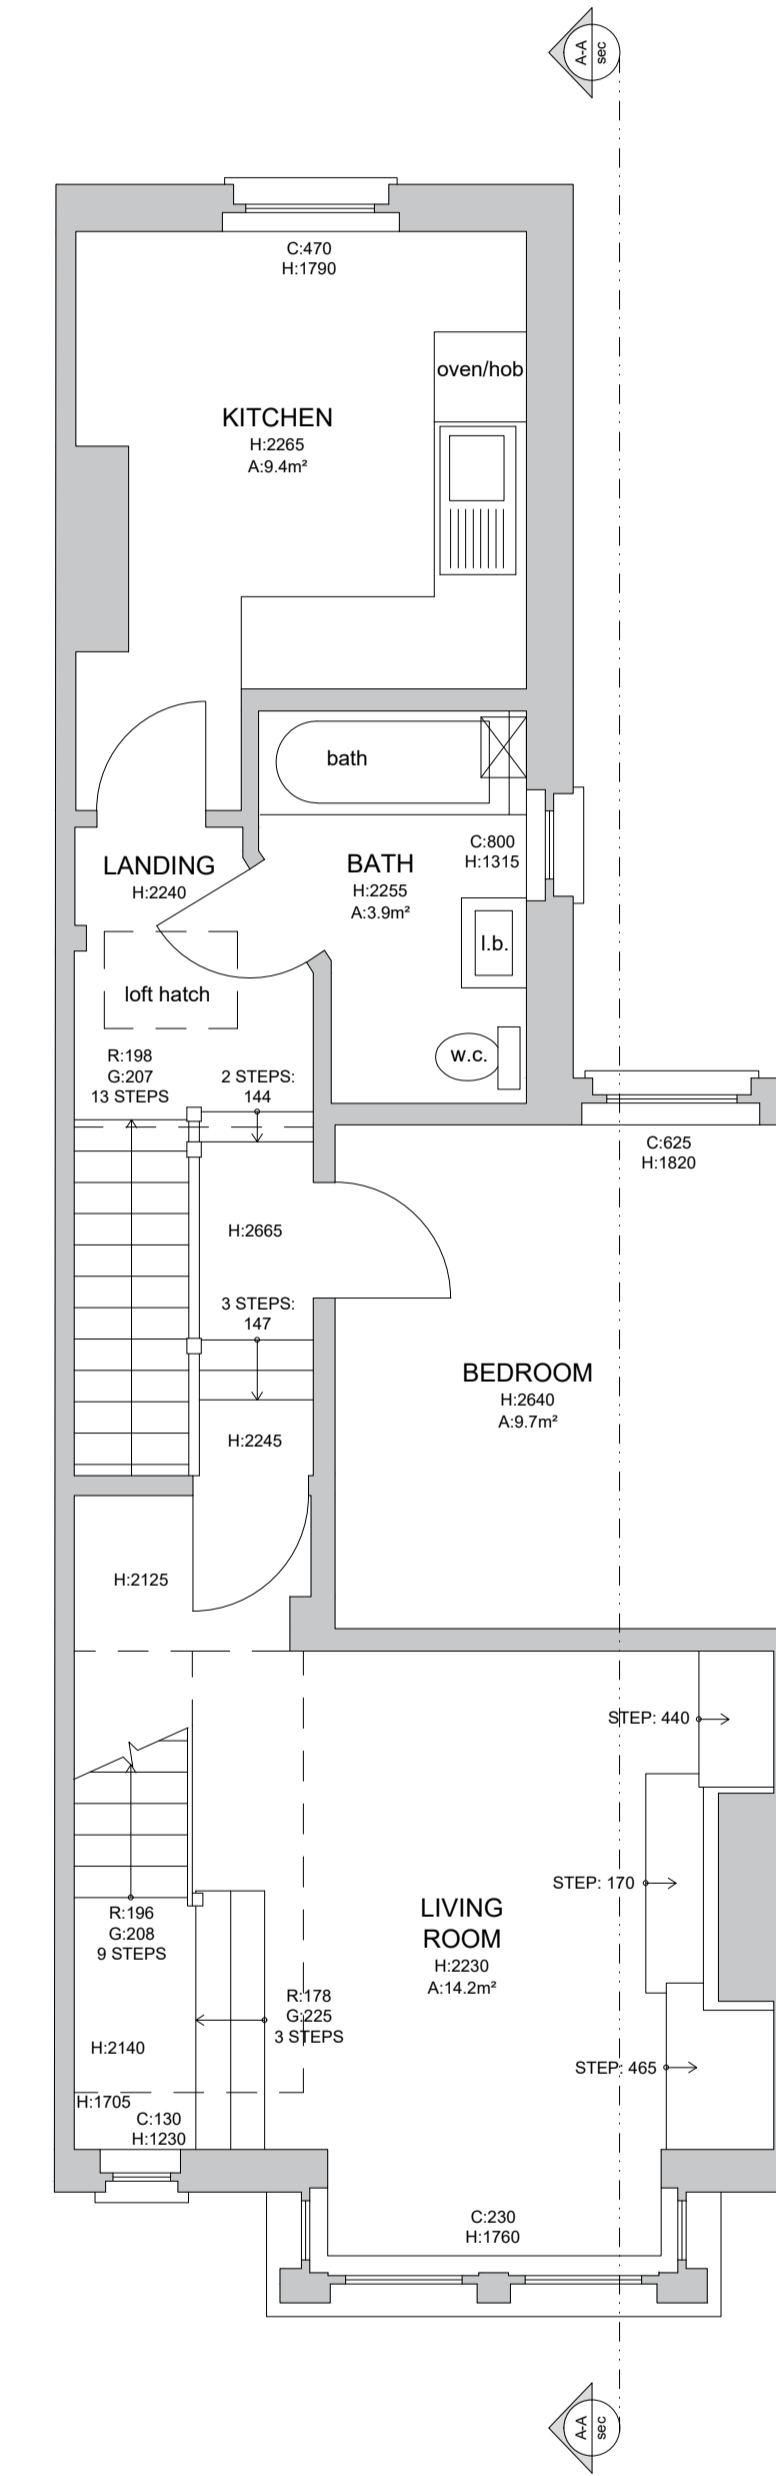 A-A
sec
C:470
H:1790
oven/hob
KITCHEN
H:2265
A:9.4m²
bath
C:800
H:1315
LANDING
H:2240
BATH
H:2255
A:3.9m²
l.b.
loft hatch
w.c.
R:198
G:207
13 STEPS
2 STEPS:
144
C:625
H:1820
H:2665
3 STEPS:
147
BEDROOM
H:2640
A:9.7m²
H:2245
H:2125
STEP: 440
STEP: 170
LIVING
ROOM
H:2230
A:14.2m²
R:196
G:208
9 STEPS
R:178
G:225
3 STEPS
H:2140
STEP: 465
H:1705
C:130
H:1230
C:230
H:1760
A-A
sec